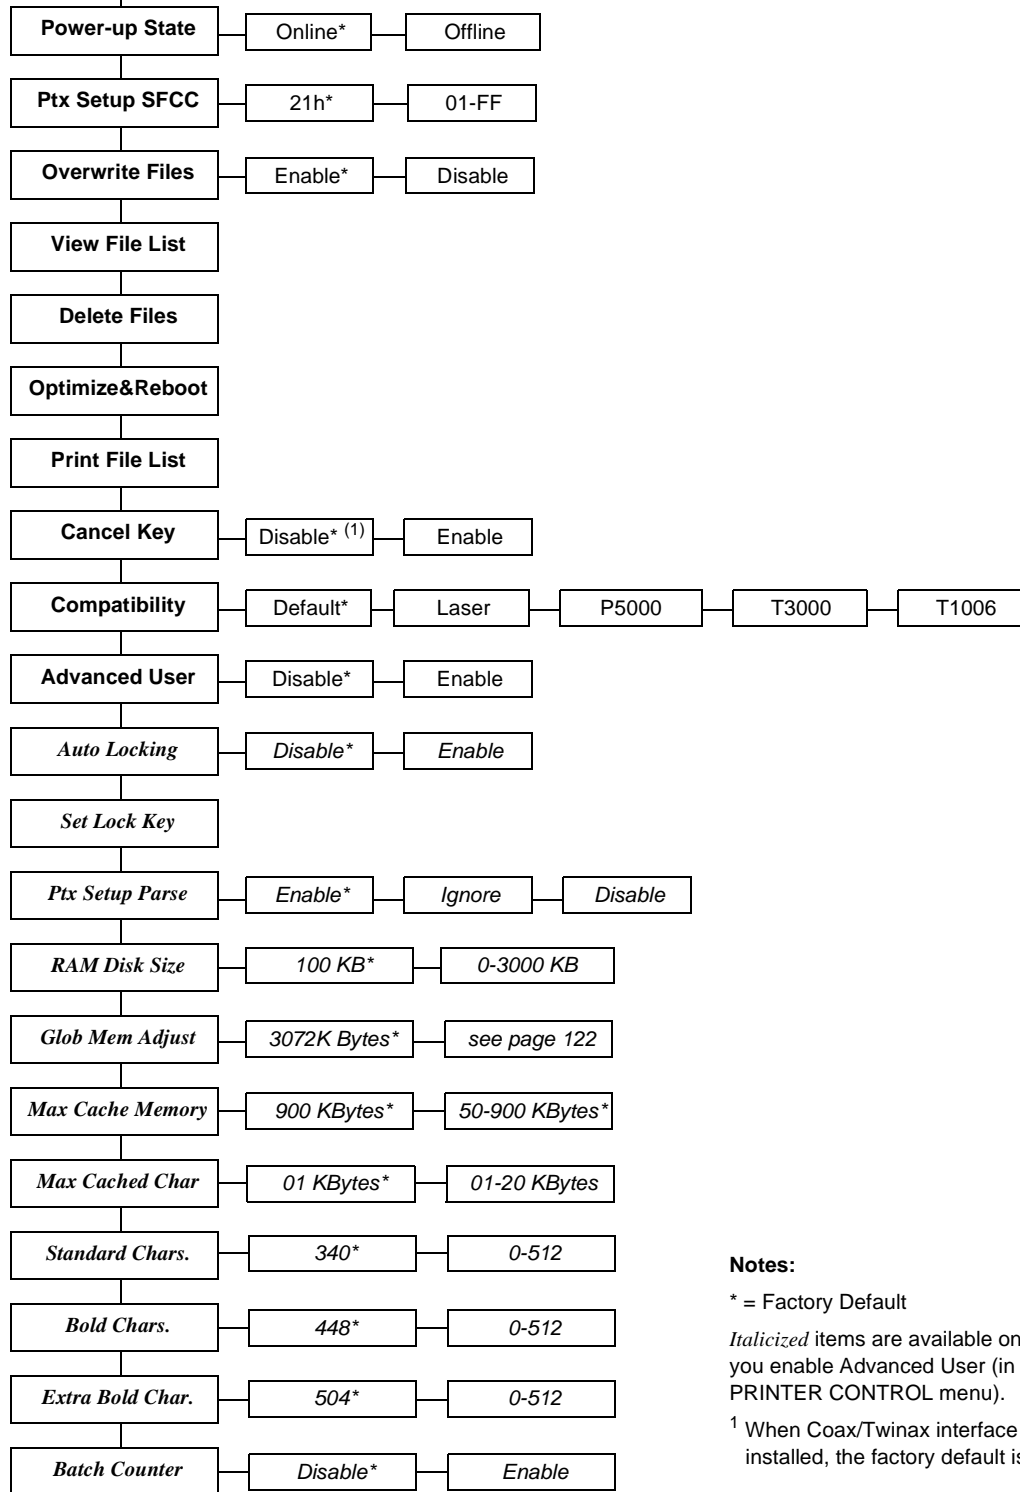 Power-up State Online* Offline
Ptx Setup SFCC 21h* 01-FF
Overwrite Files Enable* Disable
View File List
Delete Files
Optimize&Reboot
Print File List
Cancel Key Disable* (1) Enable
Compatibility Default* Laser P5000 T3000 T1006
Advanced User Disable* Enable
Auto Locking Disable* Enable
Set Lock Key
Ptx Setup Parse Enable* Ignore Disable
RAM Disk Size 100 KB* 0-3000 KB
Glob Mem Adjust 3072K Bytes* see page 122
Max Cache Memory 900 KBytes* 50-900 KBytes*
Max Cached Char 01 KBytes* 01-20 KBytes
Standard Chars. 340* 0-512
Bold Chars. 448* 0-512
Extra Bold Char. 504* 0-512
Batch Counter Disable* Enable
Notes:
* = Factory Default
Italicized items are available on
you enable Advanced User (in
PRINTER CONTROL menu).
1 When Coax/Twinax interface
installed, the factory default is